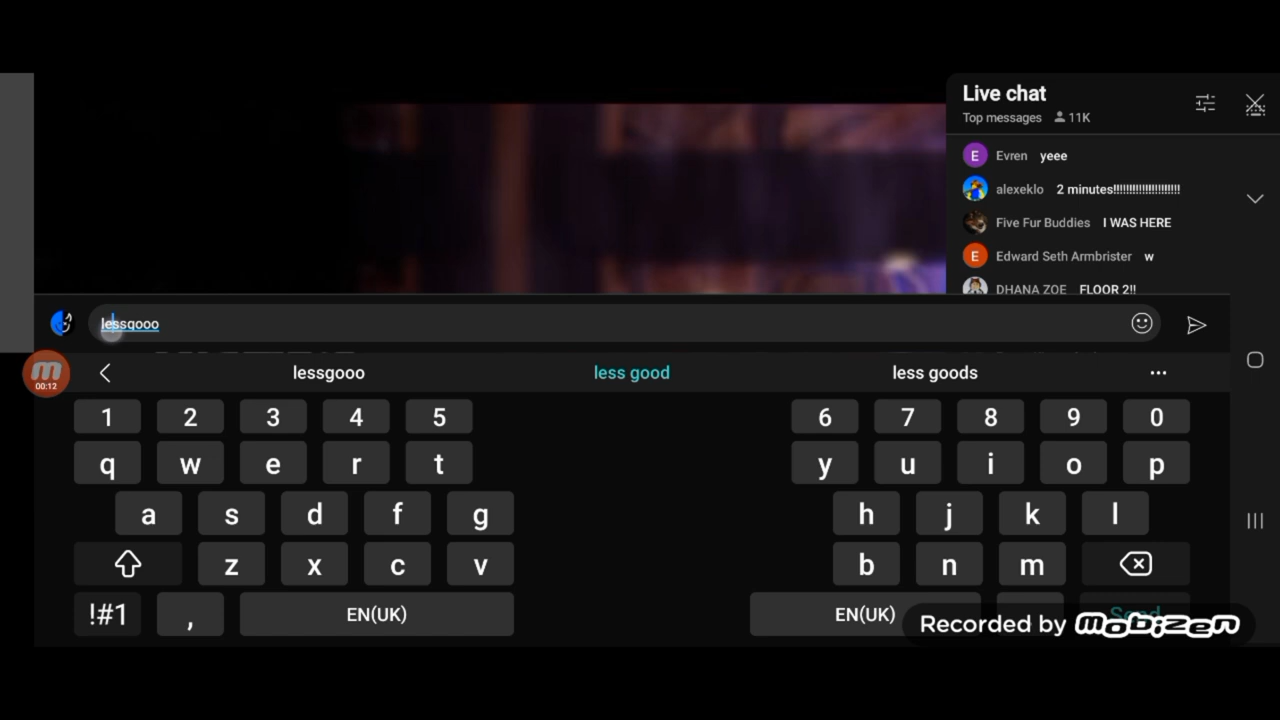 Live chat
Top messages 11K
E Evren yeee
alexeklo 2 minutes!!!!!!!!!!!!!!!!!!!!!
Five Fur Buddies I WAS HERE
E Edward Seth Armbrister w
DHANA ZOE FLOOR 2!!
lessgooo
00:12
lessgooo less good less goods ...
1 2 3 4 5 6 7 8 9 0
q w e r t y u i o p
a s d f g h j k l
z x c v b n m
!#1 , EN(UK) EN(UK) Send
Recorded by mobizen